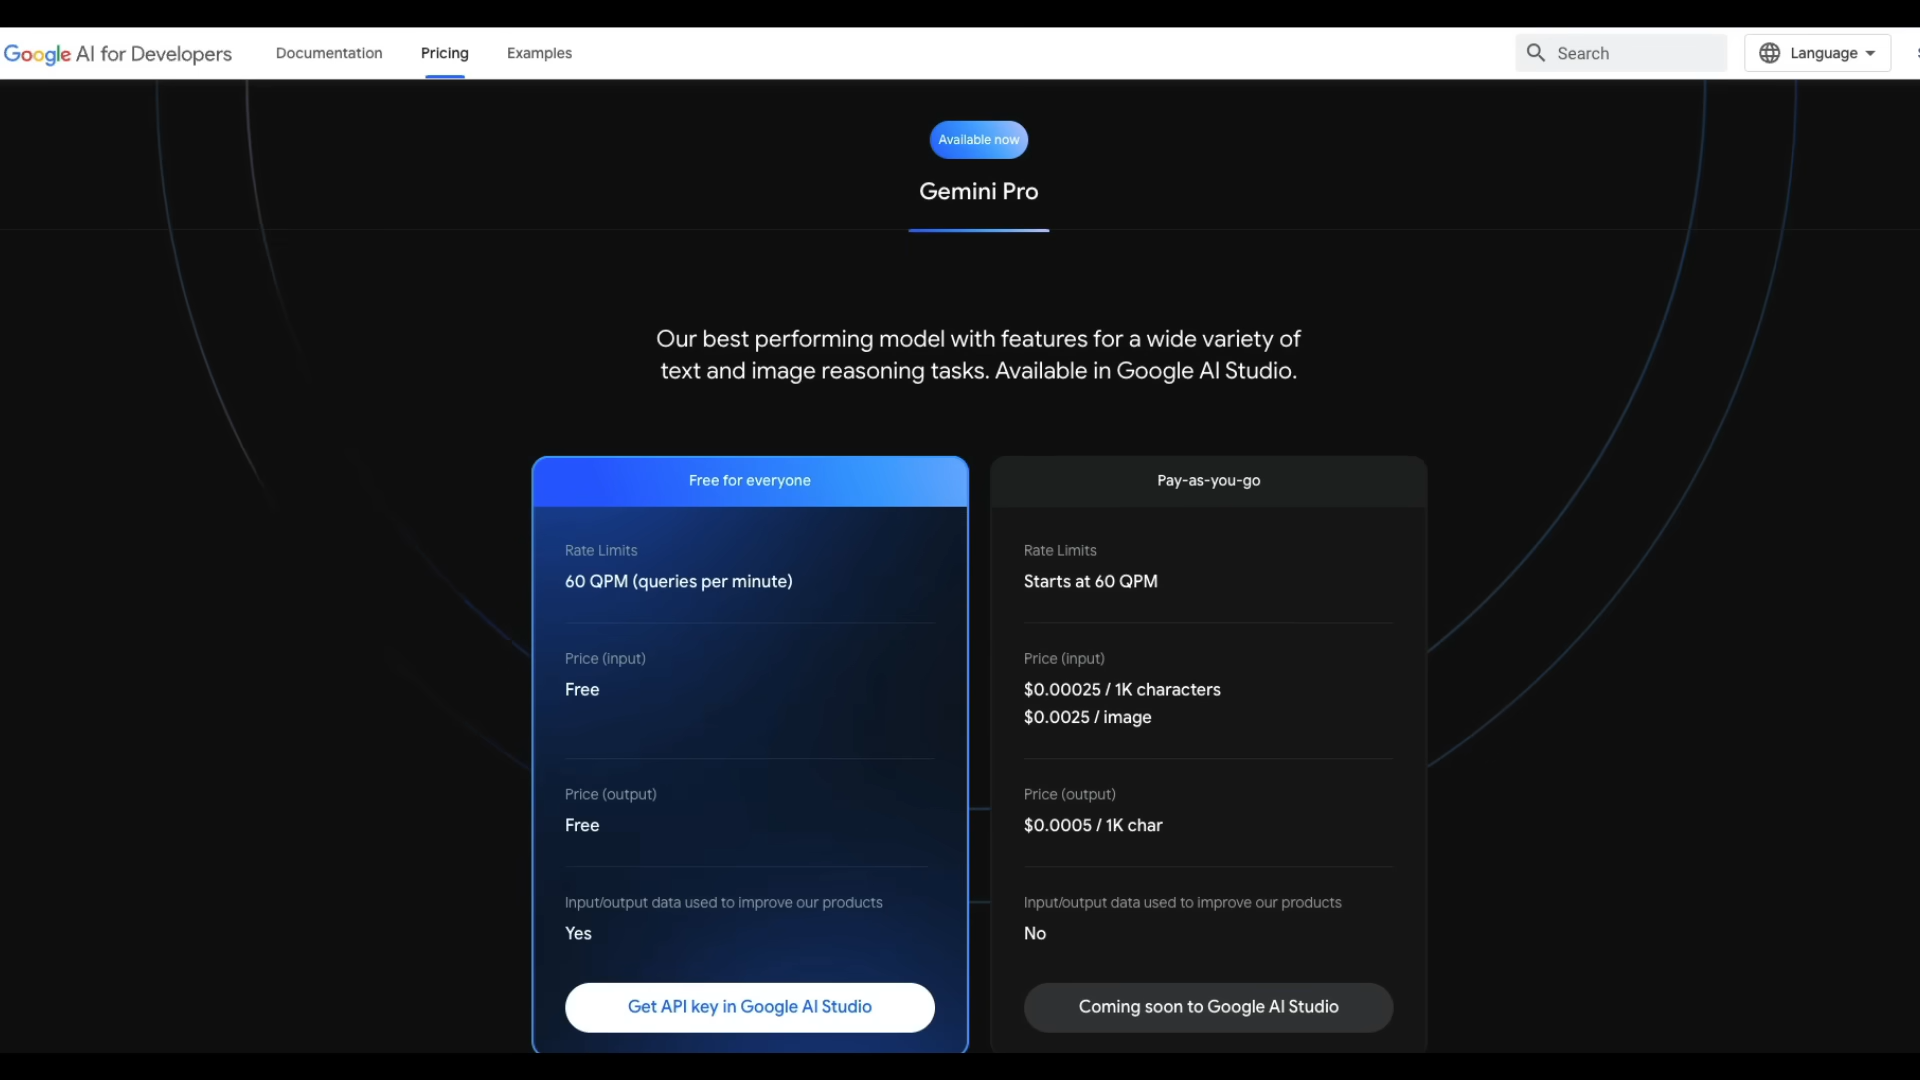 Google AI for Developers
Documentation
Pricing
Examples
Search
Language
Available now
Gemini Pro
Our best performing model with features for a wide variety of
text and image reasoning tasks. Available in Google AI Studio.
Free for everyone
Rate Limits
60 QPM (queries per minute)
Price (input)
Free
Price (output)
Free
Input/output data used to improve our products
Yes
Get API key in Google AI Studio
Pay-as-you-go
Rate Limits
Starts at 60 QPM
Price (input)
$0.00025 / 1K characters
$0.0025 / image
Price (output)
$0.0005 / 1K char
Input/output data used to improve our products
No
Coming soon to Google AI Studio